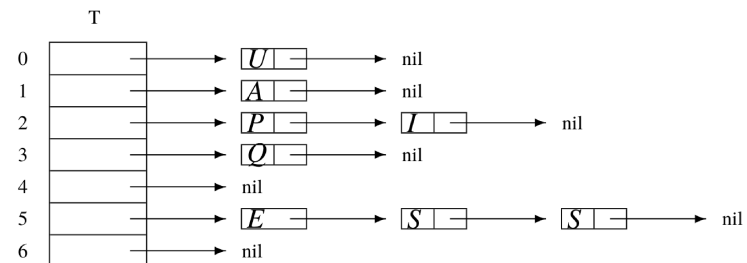 T
0 U nil
1 A nil
2 P I nil
3 Q nil
4 nil
5 E S S nil
6 nil